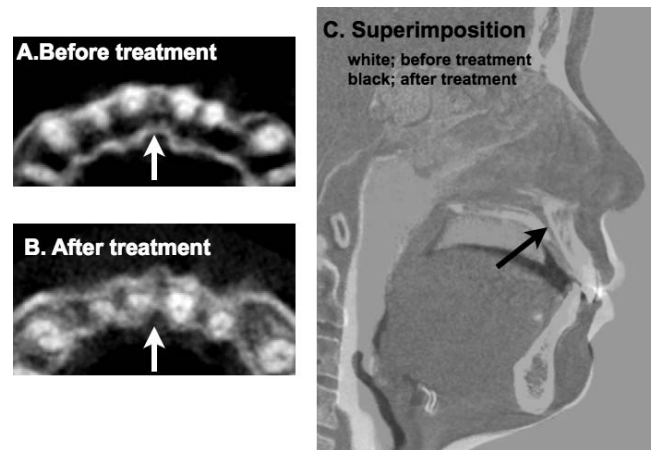 A.Before treatment
B. After treatment
C. Superimposition
white; before treatment
black; after treatment